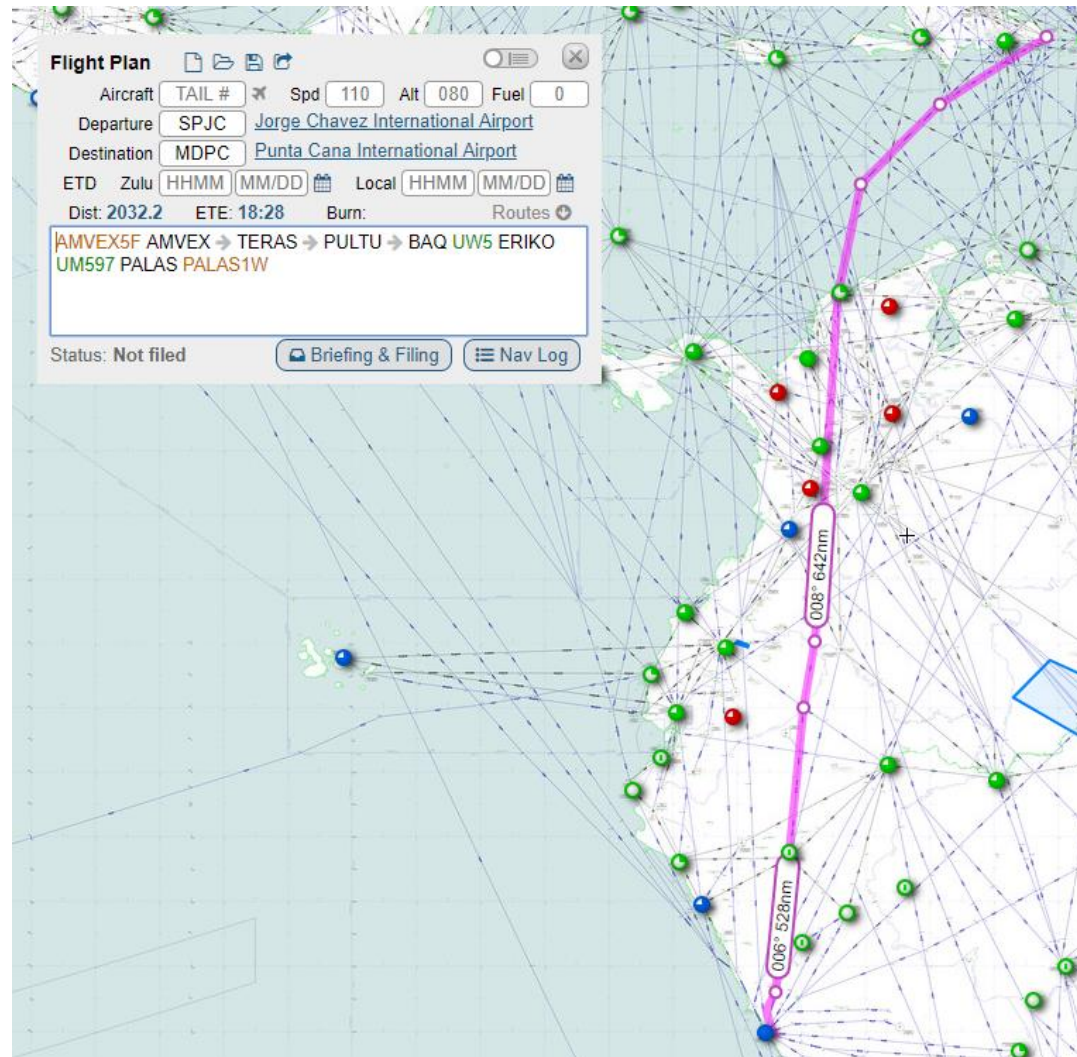 Flight Plan
Aircraft TAIL # Spd 110 Alt 080 Fuel 0
Departure SPJC Jorge Chavez International Airport
Destination MDPC Punta Cana International Airport
ETD Zulu HHMM MM/DD Local HHMM MM/DD
Dist: 2032.2 ETE: 18:28 Burn: Routes
AMVEX5F AMVEX → TERAS → PULTU → BAQ UW5 ERIKO
UM597 PALAS PALAS1W
Status: Not filed Briefing & Filing Nav Log
008° 642nm
006° 528nm